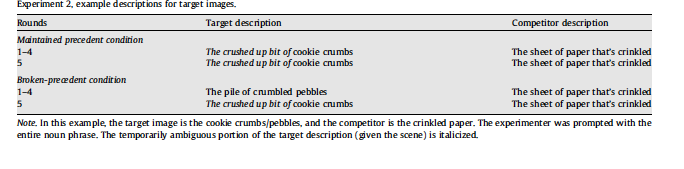 Experiment 2, example descriptions for target images.
Rounds Target description Competitor description
Maintained precedent condition
1–4 The crushed up bit of cookie crumbs The sheet of paper that's crinkled
5 The crushed up bit of cookie crumbs The sheet of paper that's crinkled
Broken-precedent condition
1–4 The pile of crumbled pebbles The sheet of paper that's crinkled
5 The crushed up bit of cookie crumbs The sheet of paper that's crinkled
Note. In this example, the target image is the cookie crumbs/pebbles, and the competitor is the crinkled paper. The experimenter was prompted with the
entire noun phrase. The temporarily ambiguous portion of the target description (given the scene) is italicized.